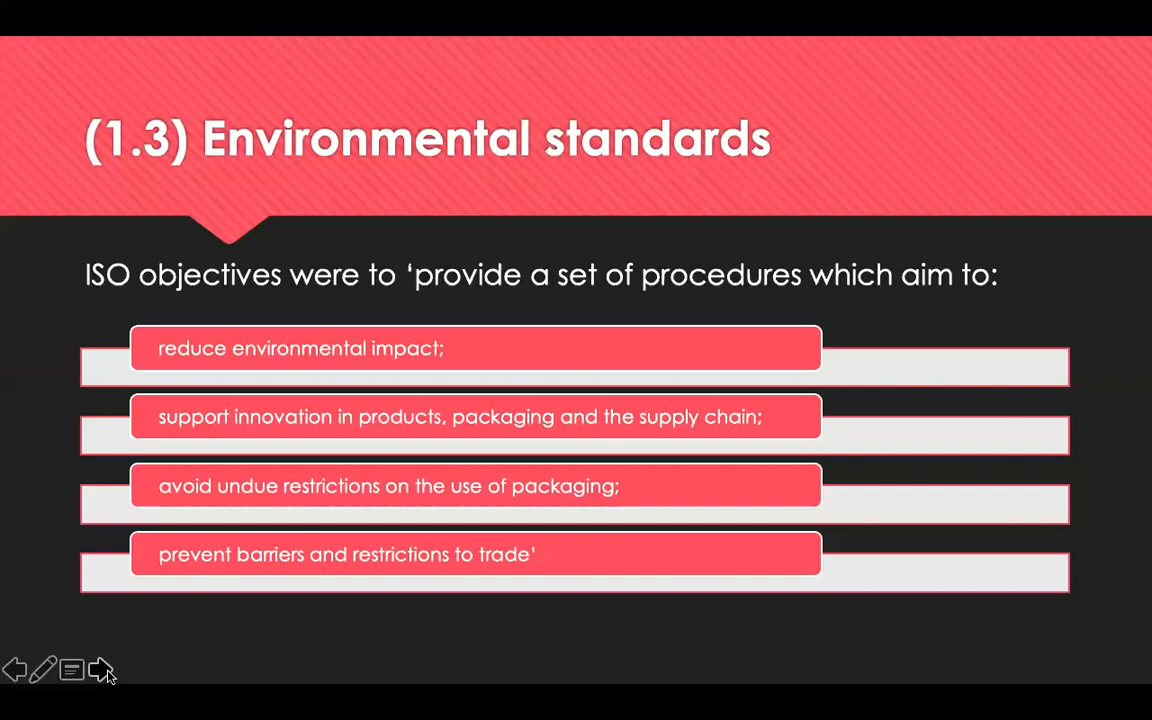 (1.3) Environmental standards
ISO objectives were to ‘provide a set of procedures which aim to:
reduce environmental impact;
support innovation in products, packaging and the supply chain;
avoid undue restrictions on the use of packaging;
prevent barriers and restrictions to trade’